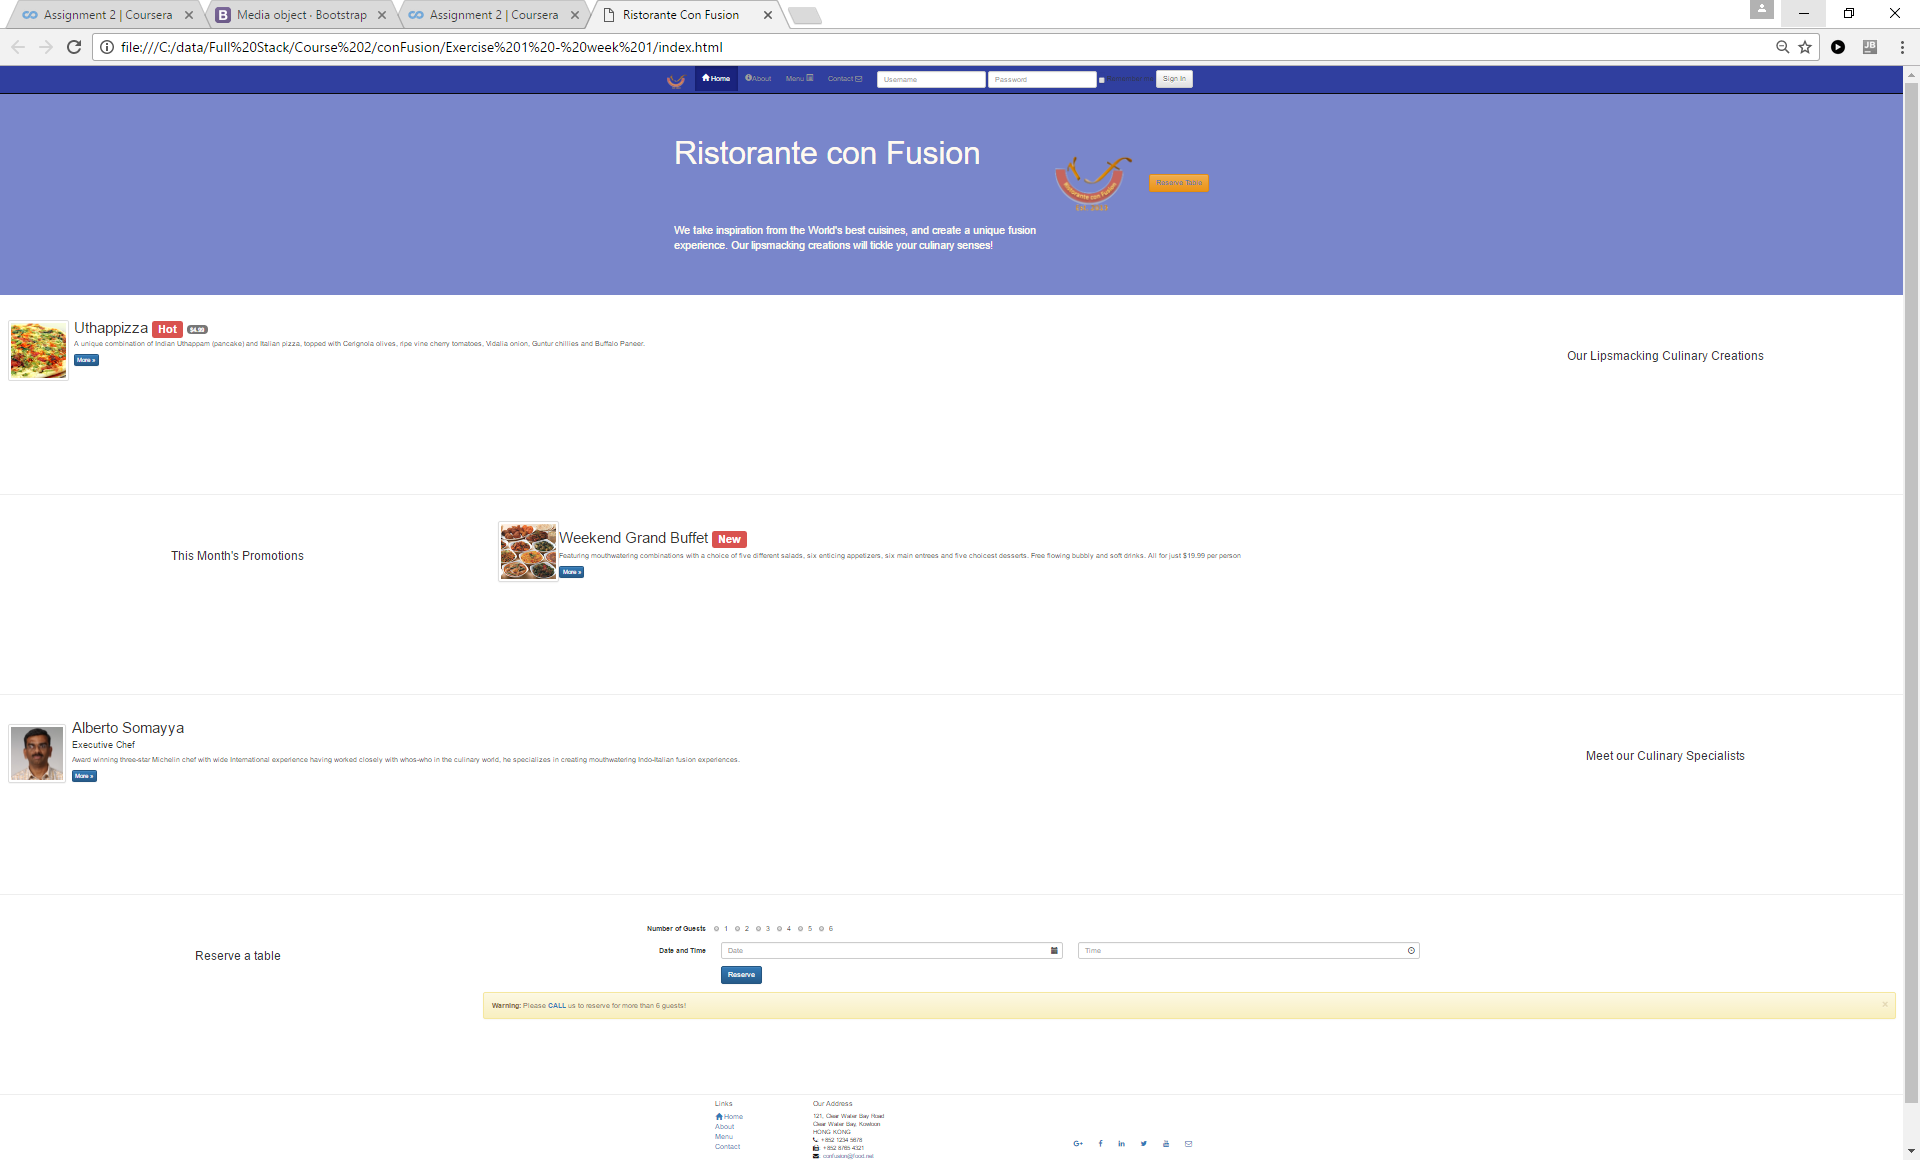 Assignment 2 | Coursera
Media object · Bootstrap
Assignment 2 | Coursera
Ristorante Con Fusion
file:///C:/data/Full%20Stack/Course%202/conFusion/Exercise%201%20-%20week%201/index.html
JB
Home About Menu Contact Username Password Sign In
Ristorante con Fusion
Ristorante con Fusion
Reserve Table
We take inspiration from the World's best cuisines, and create a unique fusion
experience. Our lipsmacking creations will tickle your culinary senses!
Uthappizza Hot $4.99
A unique combination of Indian Uthappam (pancake) and Italian pizza, topped with Cerignola olives, ripe vine cherry tomatoes, Vidalia onion, Guntur chillies and Buffalo Paneer.
More »
Our Lipsmacking Culinary Creations
This Month's Promotions
Weekend Grand Buffet New
Featuring mouthwatering combinations with a choice of five different salads, six enticing appetizers, six main entrees and five choicest desserts. Free flowing bubbly and soft drinks. All for just $19.99 per person
More »
Alberto Somayya
Executive Chef
Award winning three-star Michelin chef with wide International experience having worked closely with whos-who in the culinary world, he specializes in creating mouthwatering Indo-Italian fusion experiences.
More »
Meet our Culinary Specialists
Reserve a table
Number of Guests 1 2 3 4 5 6
Date and Time Date Time
Reserve
Warning: Please CALL us to reserve for more than 6 guests! ×
Links
Home
About
Menu
Contact
Our Address
121, Clear Water Bay Road
Clear Water Bay, Kowloon
HONG KONG
+852 1234 5678
+852 8765 4321
confusion@food.net